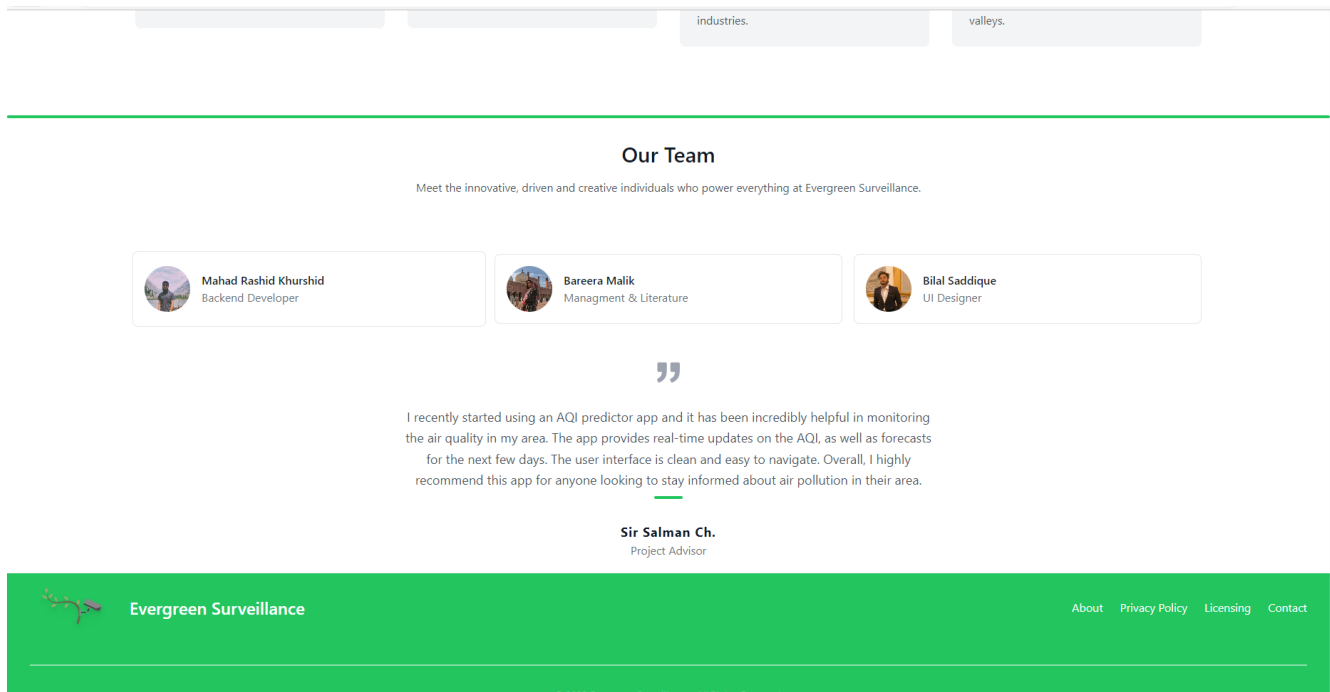 industries.
valleys.
Our Team
Meet the innovative, driven and creative individuals who power everything at Evergreen Surveillance.
Mahad Rashid Khurshid
Backend Developer
Bareera Malik
Managment & Literature
Bilal Saddique
UI Designer
”
I recently started using an AQI predictor app and it has been incredibly helpful in monitoring
the air quality in my area. The app provides real-time updates on the AQI, as well as forecasts
for the next few days. The user interface is clean and easy to navigate. Overall, I highly
recommend this app for anyone looking to stay informed about air pollution in their area.
Sir Salman Ch.
Project Advisor
Evergreen Surveillance
About Privacy Policy Licensing Contact